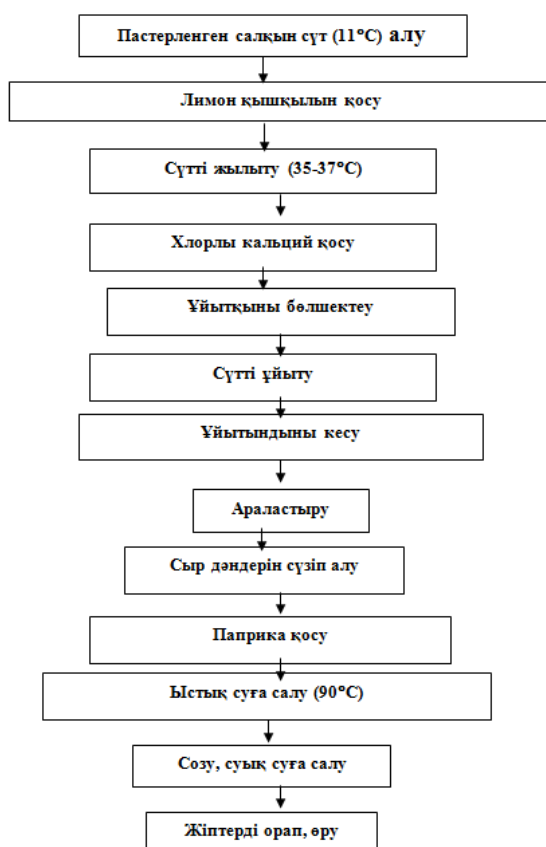 Пастерленген салқын сүт (11°С) алу
Лимон қышқылын қосу
Сүтті жылыту (35-37°С)
Хлорлы кальций қосу
Ұйытқыны бөлшектеу
Сүтті ұйыту
Ұйытындыны кесу
Араластыру
Сыр дәндерін сүзіп алу
Паприка қосу
Ыстық суға салу (90°С)
Созу, суық суға салу
Жіптерді орап, өру